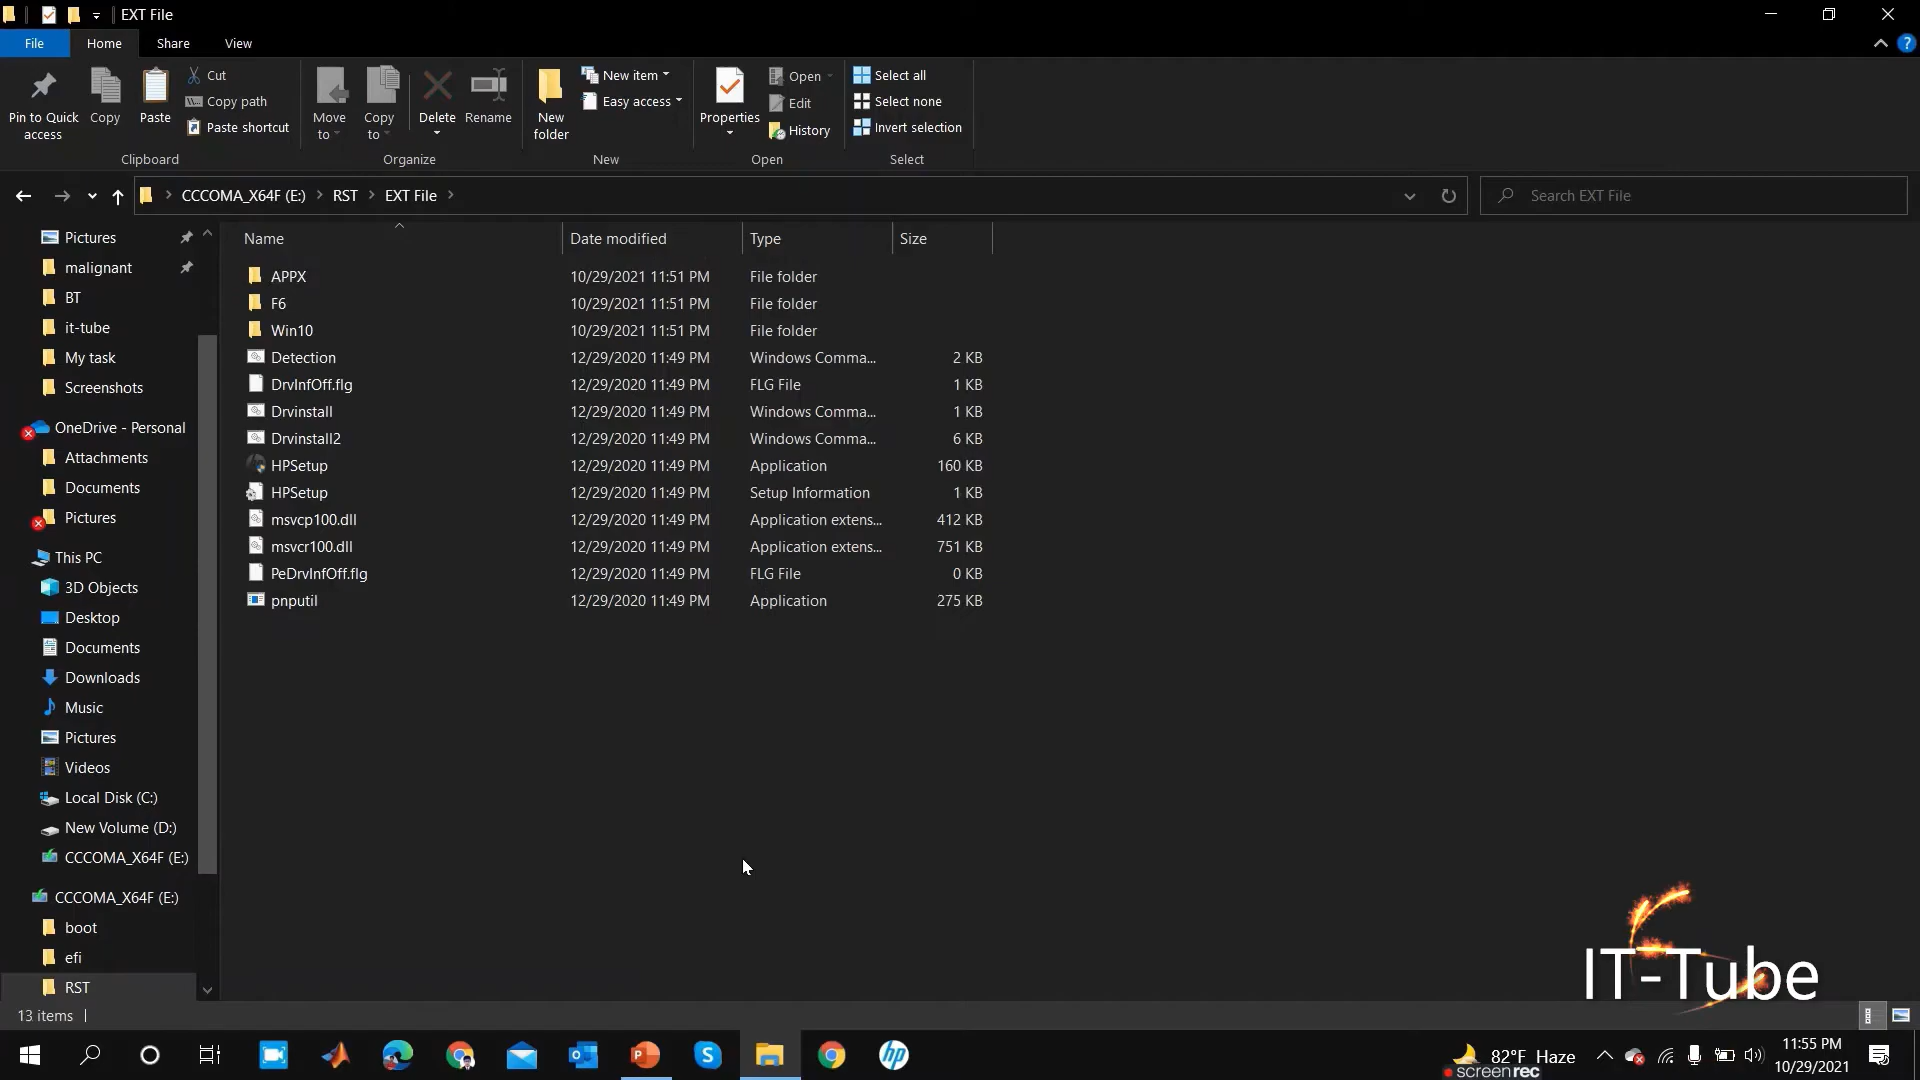 EXT File
File
Home
Share
View
Pin to Quick access
Copy
Paste
Cut
Copy path
Paste shortcut
Clipboard
Move to
Copy to
Delete
Rename
Organize
New folder
New item
Easy access
New
Properties
Open
Edit
History
Open
Select all
Select none
Invert selection
Select
CCCOMA_X64F (E:)
RST
EXT File
Search EXT File
Pictures
malignant
BT
it-tube
My task
Screenshots
OneDrive - Personal
Attachments
Documents
Pictures
This PC
3D Objects
Desktop
Documents
Downloads
Music
Pictures
Videos
Local Disk (C:)
New Volume (D:)
CCCOMA_X64F (E:)
CCCOMA_X64F (E:)
boot
efi
RST
Name Date modified Type Size
APPX 10/29/2021 11:51 PM File folder
F6 10/29/2021 11:51 PM File folder
Win10 10/29/2021 11:51 PM File folder
Detection 12/29/2020 11:49 PM Windows Comma... 2 KB
DrvInfOff.flg 12/29/2020 11:49 PM FLG File 1 KB
Drvinstall 12/29/2020 11:49 PM Windows Comma... 1 KB
Drvinstall2 12/29/2020 11:49 PM Windows Comma... 6 KB
HPSetup 12/29/2020 11:49 PM Application 160 KB
HPSetup 12/29/2020 11:49 PM Setup Information 1 KB
msvcp100.dll 12/29/2020 11:49 PM Application extens... 412 KB
msvcr100.dll 12/29/2020 11:49 PM Application extens... 751 KB
PeDrvInfOff.flg 12/29/2020 11:49 PM FLG File 0 KB
pnputil 12/29/2020 11:49 PM Application 275 KB
IT-Tube
13 items
82°F Haze
screenrec
11:55 PM
10/29/2021